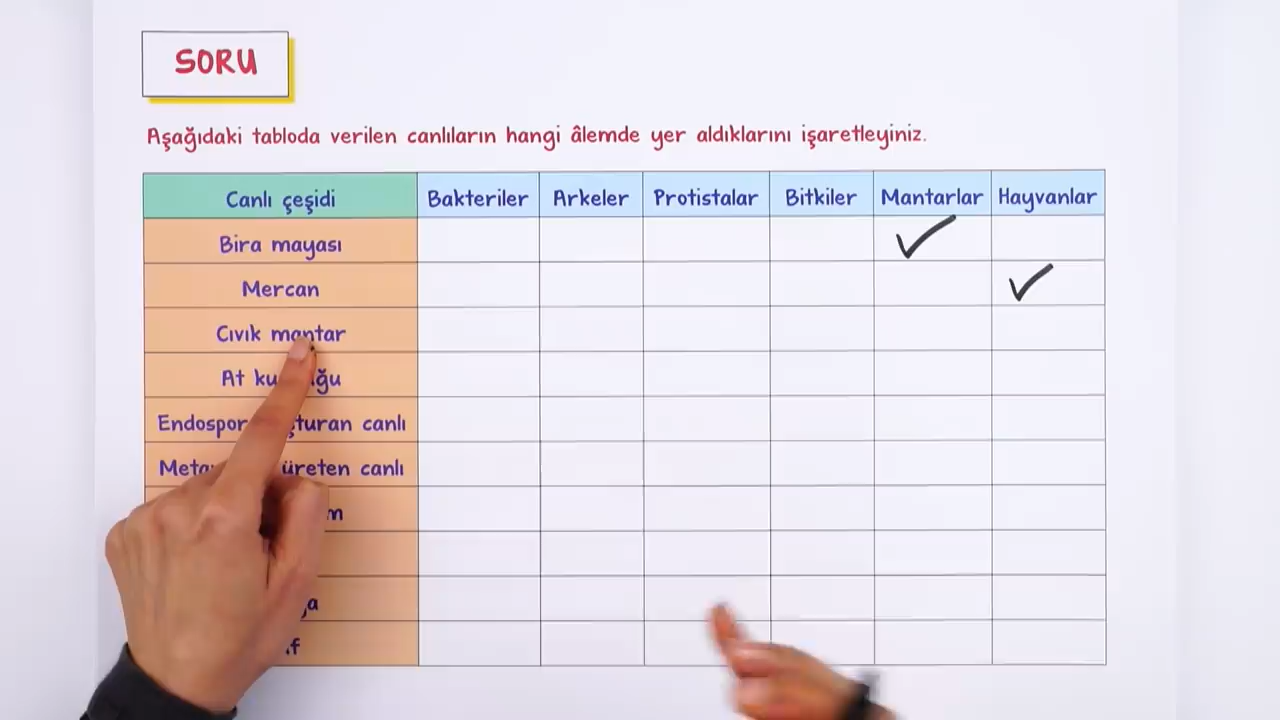 SORU
Aşağıdaki tabloda verilen canlıların hangi âlemde yer aldıklarını işaretleyiniz.
Canlı çeşidi Bakteriler Arkeler Protistalar Bitkiler Mantarlar Hayvanlar
Bira mayası
Mercan
Cıvık mantar
At
canlı
üreten canlı